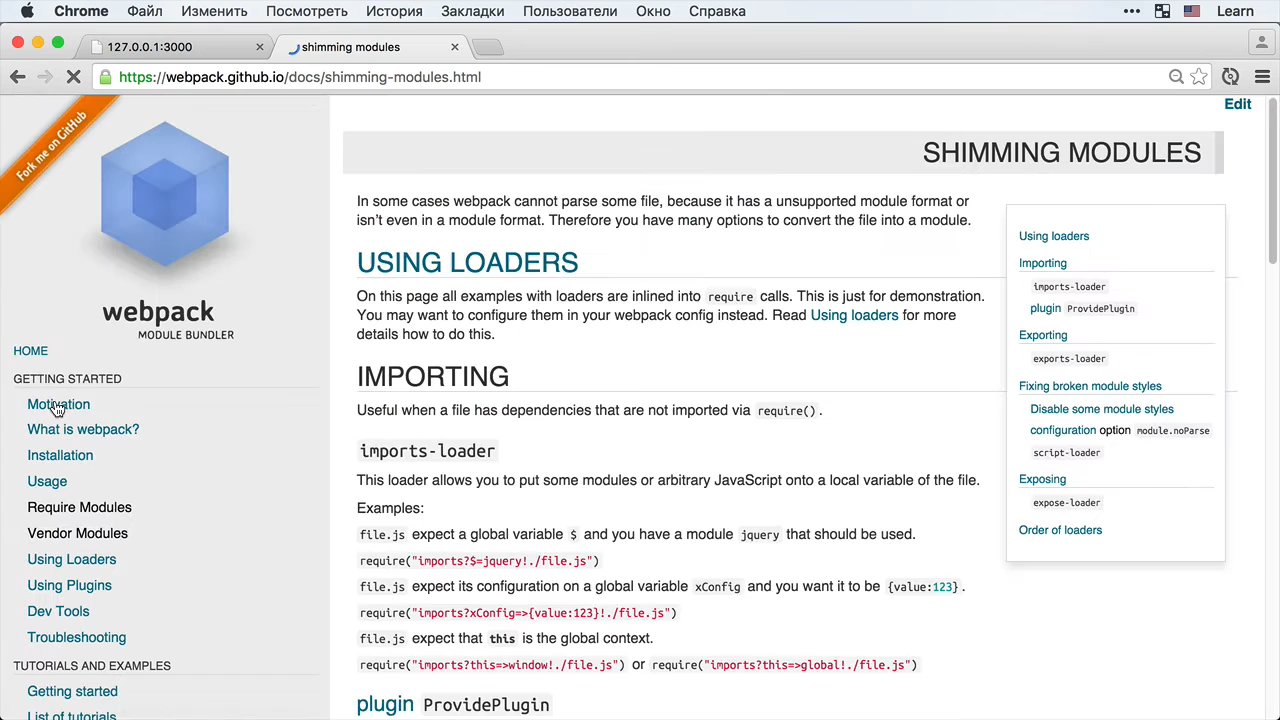 Chrome Файл Изменить Посмотреть История Закладки Пользователи Окно Справка ••• Learn
127.0.0.1:3000 × shimming modules ×
https://webpack.github.io/docs/shimming-modules.html
Fork me on GitHub
webpack
MODULE BUNDLER
HOME
GETTING STARTED
Motivation
What is webpack?
Installation
Usage
Require Modules
Vendor Modules
Using Loaders
Using Plugins
Dev Tools
Troubleshooting
TUTORIALS AND EXAMPLES
Getting started
List of tutorials
Edit
SHIMMING MODULES
In some cases webpack cannot parse some file, because it has a unsupported module format or
isn’t even in a module format. Therefore you have many options to convert the file into a module.
USING LOADERS
On this page all examples with loaders are inlined into require calls. This is just for demonstration.
You may want to configure them in your webpack config instead. Read Using loaders for more
details how to do this.
IMPORTING
Useful when a file has dependencies that are not imported via require().
imports-loader
This loader allows you to put some modules or arbitrary JavaScript onto a local variable of the file.
Examples:
file.js expect a global variable $ and you have a module jquery that should be used.
require("imports?$=jquery!./file.js")
file.js expect its configuration on a global variable xConfig and you want it to be {value:123}.
require("imports?xConfig=>{value:123}!./file.js")
file.js expect that this is the global context.
require("imports?this=>window!./file.js") or require("imports?this=>global!./file.js")
plugin ProvidePlugin
Using loaders
Importing
imports-loader
plugin ProvidePlugin
Exporting
exports-loader
Fixing broken module styles
Disable some module styles
configuration option module.noParse
script-loader
Exposing
expose-loader
Order of loaders